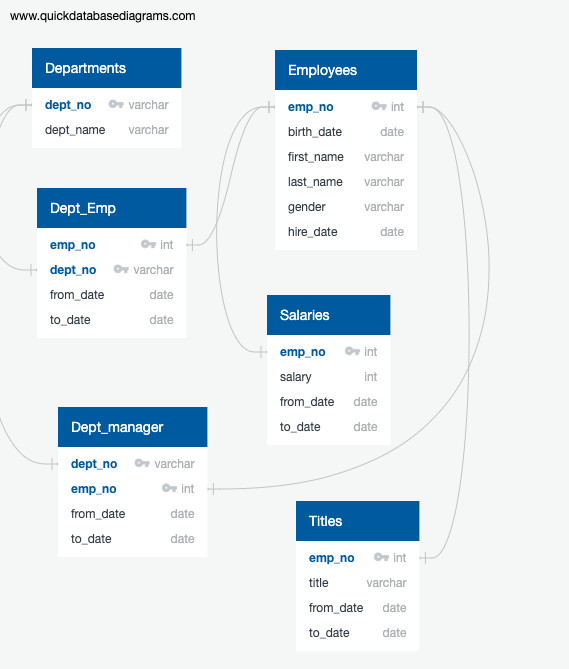 www.quickdatabasediagrams.com
Departments
dept_no varchar
dept_name varchar
Employees
emp_no int
birth_date date
first_name varchar
last_name varchar
gender varchar
hire_date date
Dept_Emp
emp_no int
dept_no varchar
from_date date
to_date date
Salaries
emp_no int
salary int
from_date date
to_date date
Dept_manager
dept_no varchar
emp_no int
from_date date
to_date date
Titles
emp_no int
title varchar
from_date date
to_date date